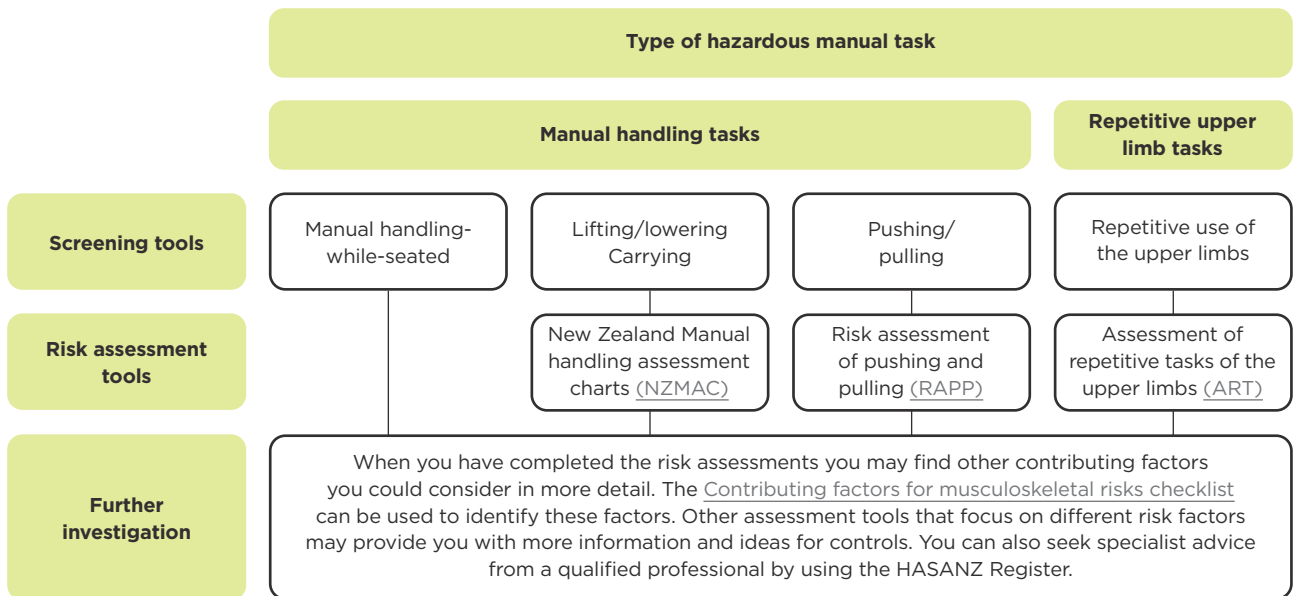 Type of hazardous manual task
Manual handling tasks
Repetitive upper
limb tasks
Screening tools
Manual handling-
while-seated
Lifting/lowering
Carrying
Pushing/
pulling
Repetitive use of
the upper limbs
Risk assessment
tools
New Zealand Manual
handling assessment
charts (NZMAC)
Risk assessment
of pushing and
pulling (RAPP)
Assessment of
repetitive tasks of the
upper limbs (ART)
Further
investigation
When you have completed the risk assessments you may find other contributing factors
you could consider in more detail. The Contributing factors for musculoskeletal risks checklist
can be used to identify these factors. Other assessment tools that focus on different risk factors
may provide you with more information and ideas for controls. You can also seek specialist advice
from a qualified professional by using the HASANZ Register.